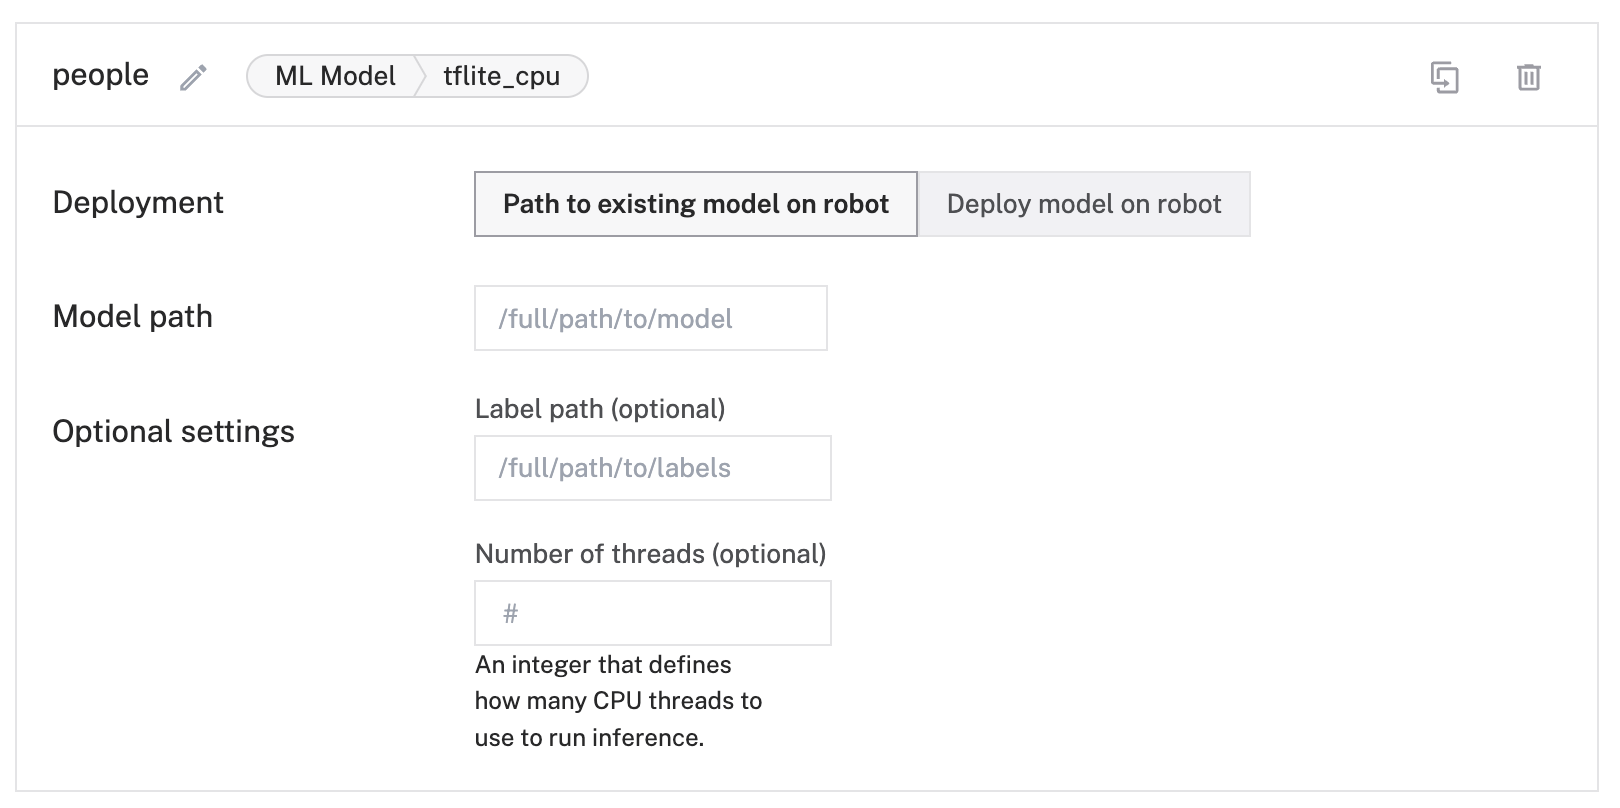 people ML Model tflite_cpu
Deployment Path to existing model on robot Deploy model on robot
Model path /full/path/to/model
Optional settings
Label path (optional)
/full/path/to/labels
Number of threads (optional)
#
An integer that defines
how many CPU threads to
use to run inference.